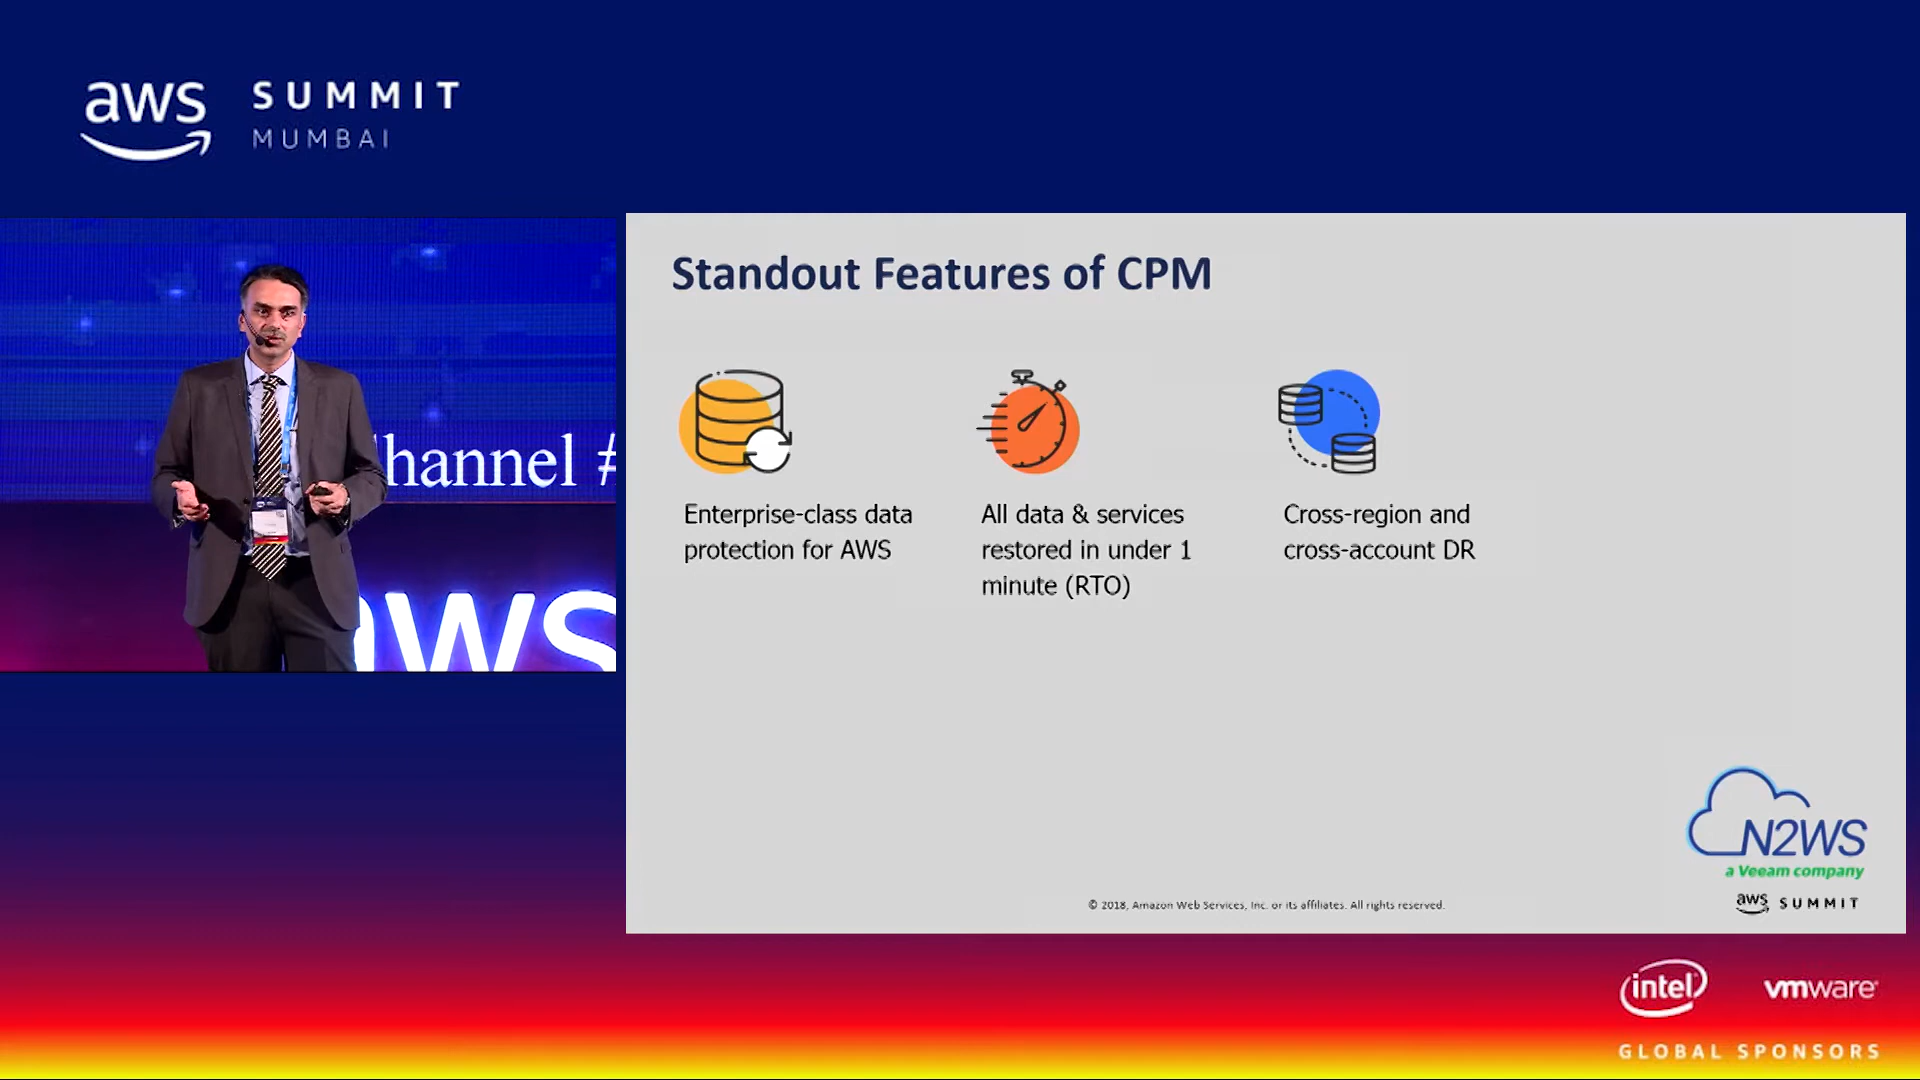 aws
SUMMIT
MUMBAI
hannel #
aws
Standout Features of CPM
Enterprise-class data
protection for AWS
All data & services
restored in under 1
minute (RTO)
Cross-region and
cross-account DR
N2WS
a Veeam company
aws SUMMIT
© 2018, Amazon Web Services, Inc. or its affiliates. All rights reserved.
intel
vmware
GLOBAL SPONSORS